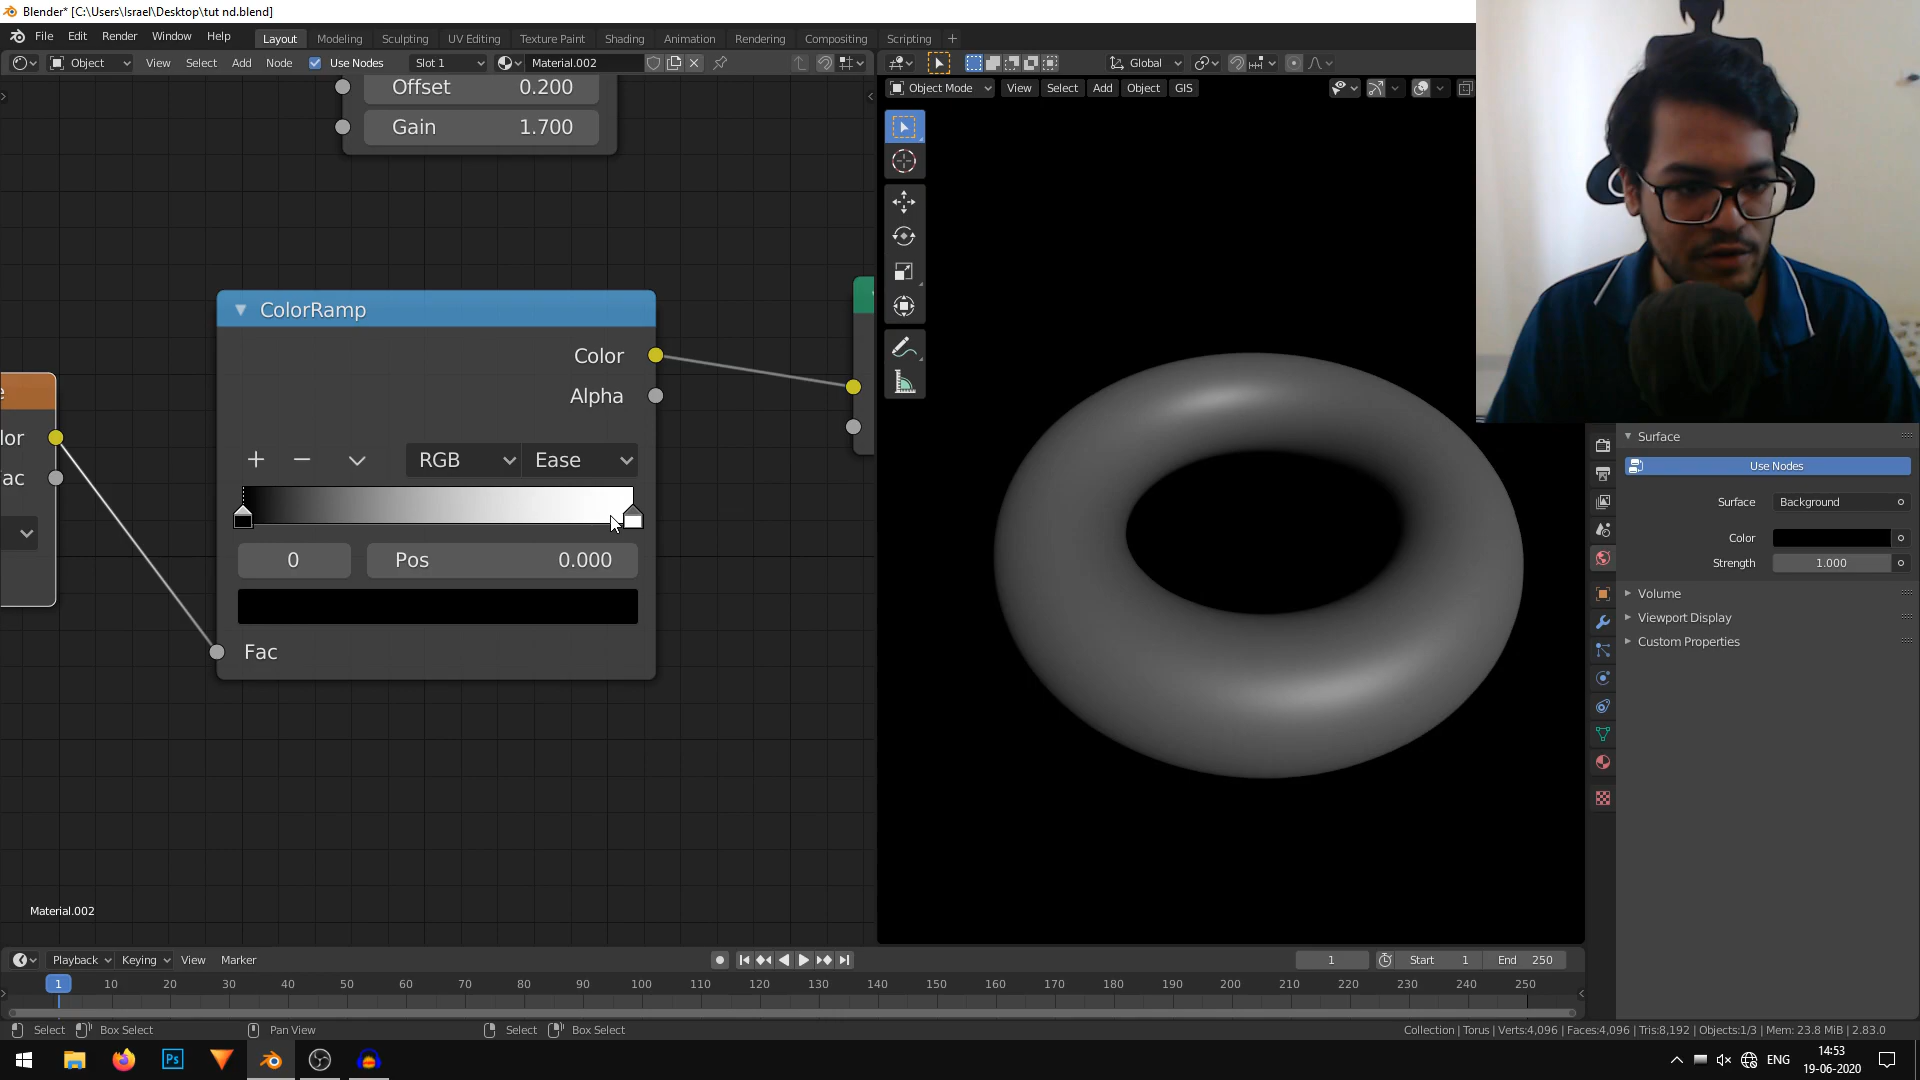 Blender* [C:\Users\Israel\Desktop\tut nd.blend]
File Edit Render Window Help Layout Modeling Sculpting UV Editing Texture Paint Shading Animation Rendering Compositing Scripting
Object View Select Add Node Use Nodes Slot 1 Material.002 Global
Object Mode View Select Add Object GIS
Offset 0.200
Gain 1.700
ColorRamp
Color
Alpha
RGB Ease
0 Pos 0.000
Fac
Material.002
Surface
Use Nodes
Surface Background
Color
Strength 1.000
Volume
Viewport Display
Custom Properties
Playback Keying View Marker 1 Start 1 End 250
1 10 20 30 40 50 60 70 80 90 100 110 120 130 140 150 160 170 180 190 200 210 220 230 240 250
Select Box Select Pan View Select Box Select Collection | Torus | Verts:4,096 | Faces:4,096 | Tris:8,192 | Objects:1/3 | Mem: 23.8 MiB | 2.83.0
Ps ENG 14:53
19-06-2020